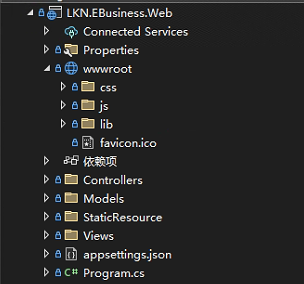 LKN.EBusiness.Web
Connected Services
Properties
wwwroot
css
js
lib
favicon.ico
依赖项
Controllers
Models
StaticResource
Views
appsettings.json
C# Program.cs